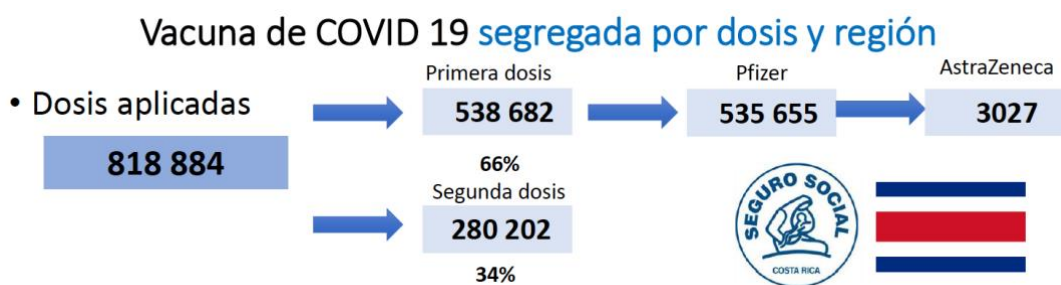 Vacuna de COVID 19 segregada por dosis y región
• Dosis aplicadas
818 884
Primera dosis
538 682
66%
Pfizer
535 655
AstraZeneca
3027
Segunda dosis
280 202
34%
SEGURO SOCIAL
COSTA RICA